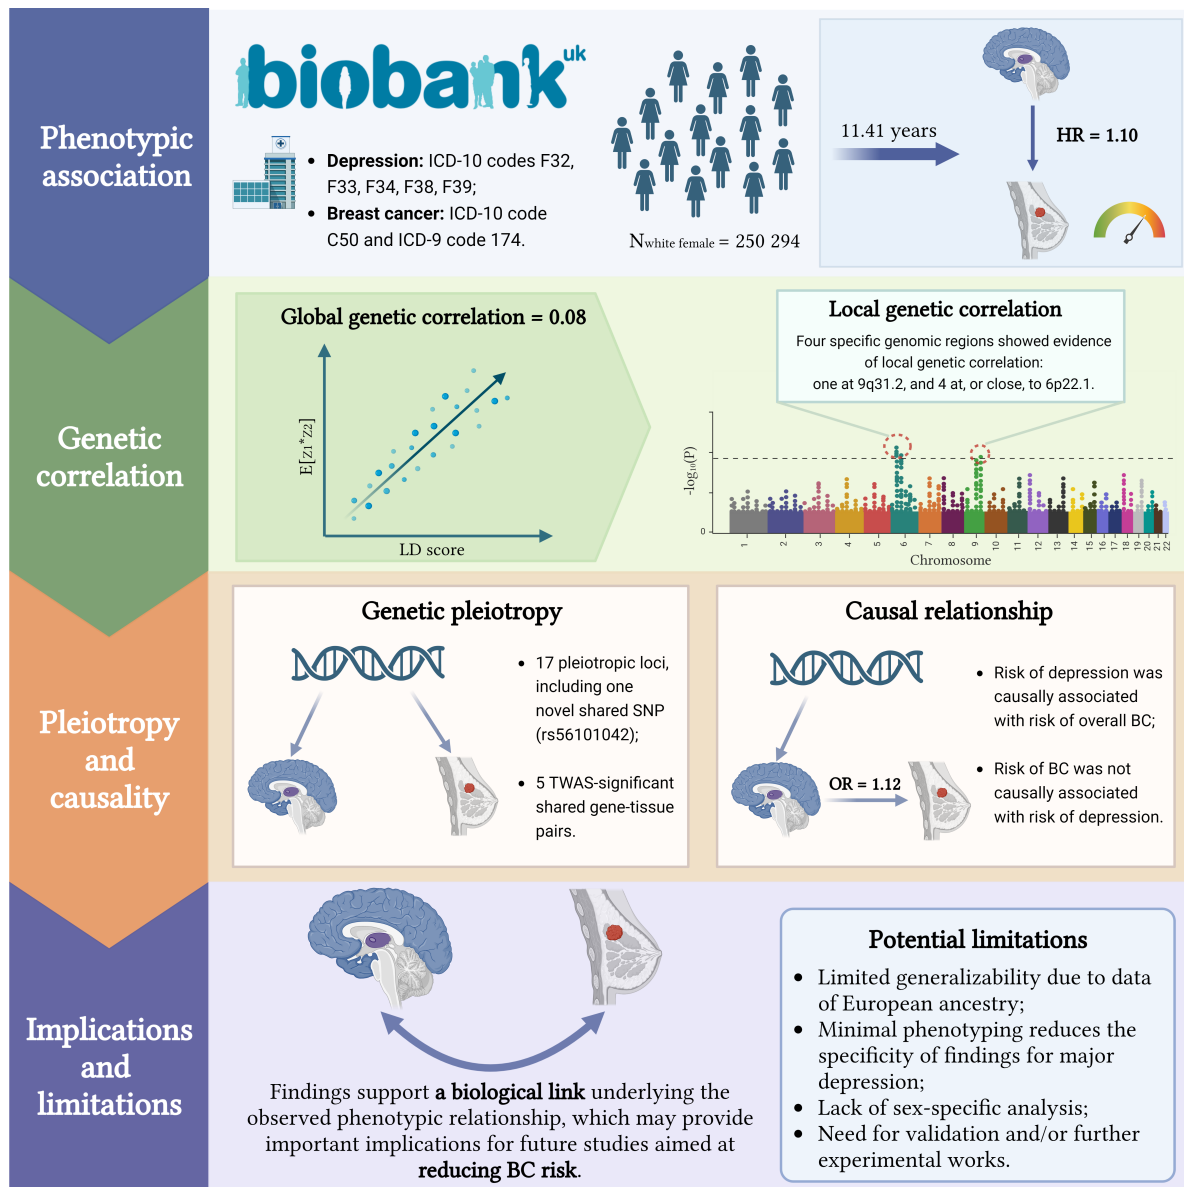 Phenotypic
association
biobank uk
• Depression: ICD-10 codes F32,
F33, F34, F38, F39;
• Breast cancer: ICD-10 code
C50 and ICD-9 code 174.
Nwhite female = 250 294
11.41 years
HR = 1.10
Genetic
correlation
Global genetic correlation = 0.08
E[Z1*Z2]
LD score
Local genetic correlation
Four specific genomic regions showed evidence
of local genetic correlation:
one at 9q31.2, and 4 at, or close, to 6p22.1.
-log10(P)
0
1 2 3 4 5 6 7 8 9 10 11 12 13 14 15 16 17 18 19 20 21 22
Chromosome
Pleiotropy
and
causality
Genetic pleiotropy
• 17 pleiotropic loci,
including one
novel shared SNP
(rs56101042);
• 5 TWAS-significant
shared gene-tissue
pairs.
Causal relationship
OR = 1.12
• Risk of depression was
causally associated
with risk of overall BC;
• Risk of BC was not
causally associated
with risk of depression.
Implications
and
limitations
Findings support a biological link underlying the
observed phenotypic relationship, which may provide
important implications for future studies aimed at
reducing BC risk.
Potential limitations
• Limited generalizability due to data
of European ancestry;
• Minimal phenotyping reduces the
specificity of findings for major
depression;
• Lack of sex-specific analysis;
• Need for validation and/or further
experimental works.